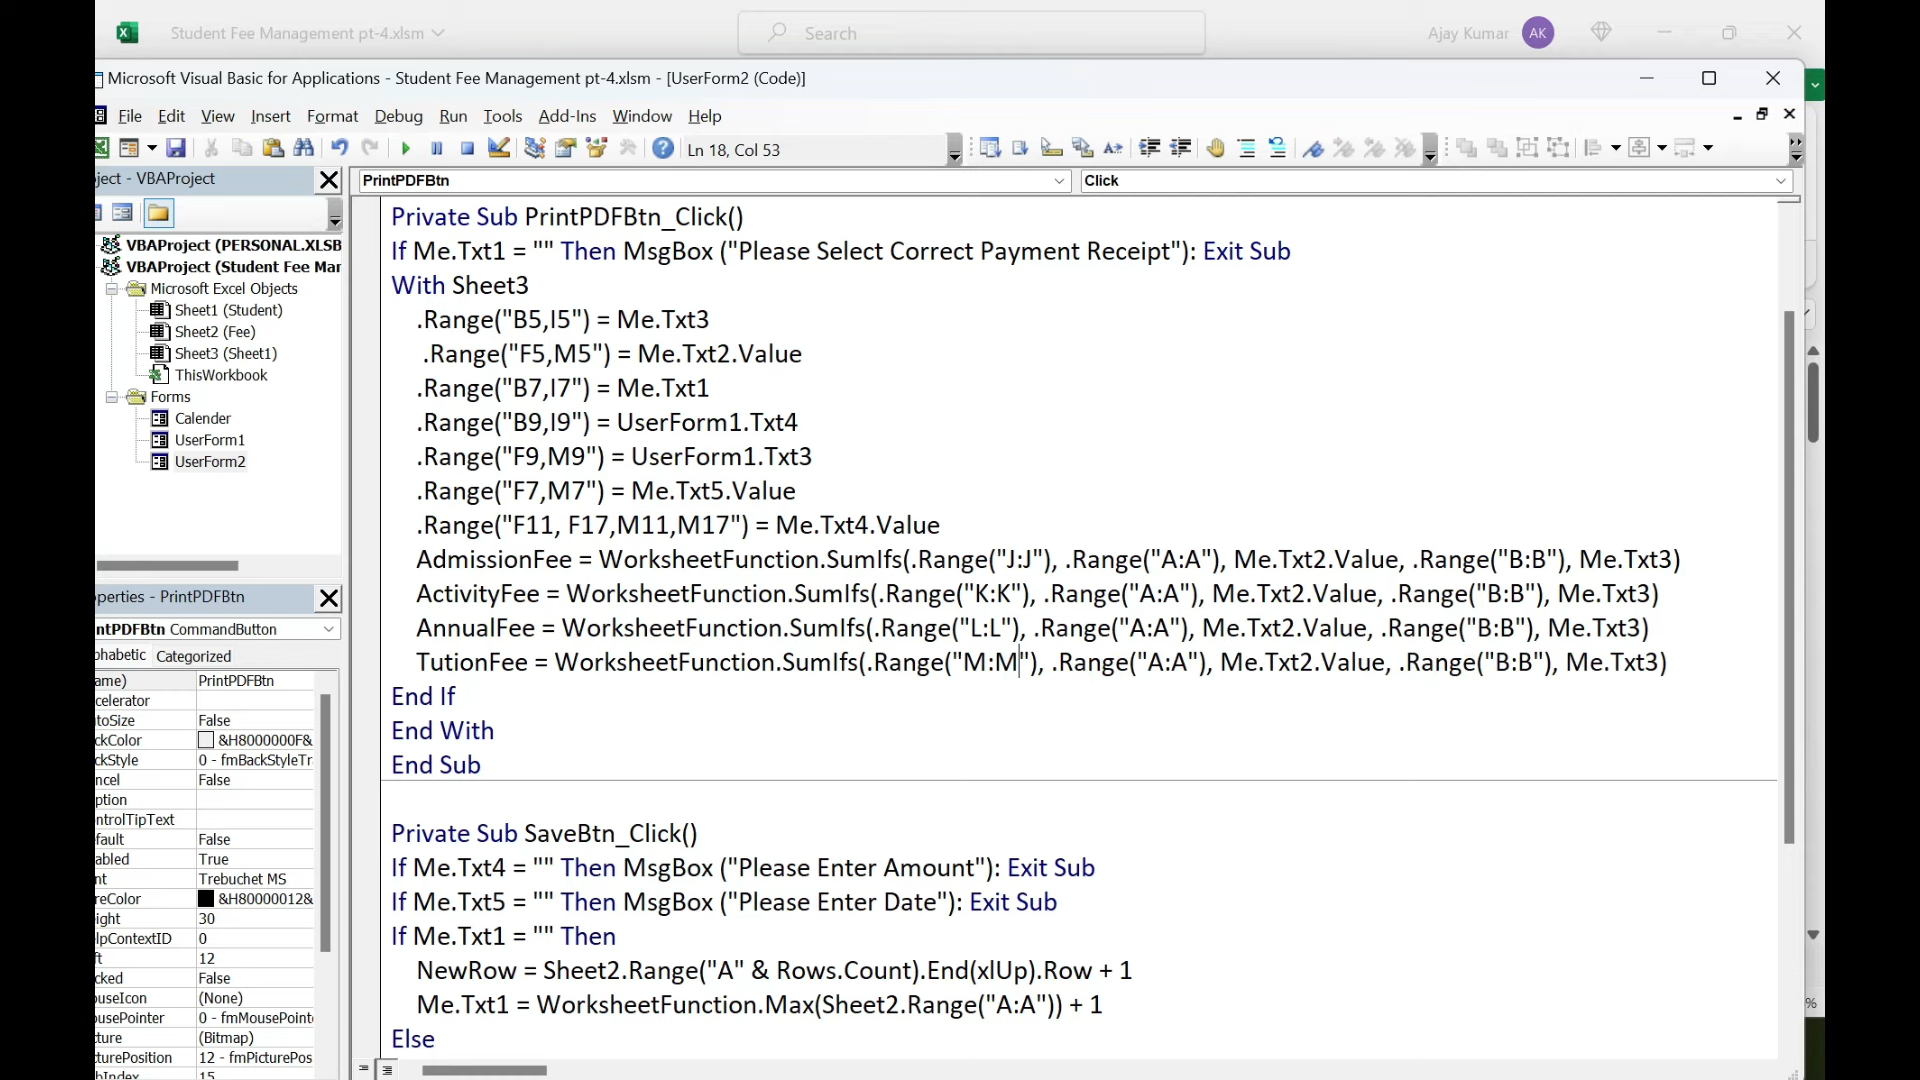 Student Fee Management pt-4.xlsm
Search
Ajay Kumar AK
Microsoft Visual Basic for Applications - Student Fee Management pt-4.xlsm - [UserForm2 (Code)]
File Edit View Insert Format Debug Run Tools Add-Ins Window Help
Ln 18, Col 53
ject - VBAProject
PrintPDFBtn
Click
VBAProject (PERSONAL.XLSB
VBAProject (Student Fee Mar
Microsoft Excel Objects
Sheet1 (Student)
Sheet2 (Fee)
Sheet3 (Sheet1)
ThisWorkbook
Forms
Calender
UserForm1
UserForm2
operties - PrintPDFBtn
intPDFBtn CommandButton
phabetic Categorized
ame) PrintPDFBtn
celerator
utoSize False
ckColor &H8000000F&
ckStyle 0 - fmBackStyleTr
ncel False
ption
ontrolTipText
efault False
abled True
nt Trebuchet MS
reColor &H80000012&
eight 30
elpContextID 0
ft 12
cked False
ouseIcon (None)
ousePointer 0 - fmMousePoint
cture (Bitmap)
cturePosition 12 - fmPicturePos
bIndex 15
Private Sub PrintPDFBtn_Click()
If Me.Txt1 = "" Then MsgBox ("Please Select Correct Payment Receipt"): Exit Sub
With Sheet3
.Range("B5,I5") = Me.Txt3
.Range("F5,M5") = Me.Txt2.Value
.Range("B7,I7") = Me.Txt1
.Range("B9,I9") = UserForm1.Txt4
.Range("F9,M9") = UserForm1.Txt3
.Range("F7,M7") = Me.Txt5.Value
.Range("F11, F17,M11,M17") = Me.Txt4.Value
AdmissionFee = WorksheetFunction.SumIfs(.Range("J:J"), .Range("A:A"), Me.Txt2.Value, .Range("B:B"), Me.Txt3)
ActivityFee = WorksheetFunction.SumIfs(.Range("K:K"), .Range("A:A"), Me.Txt2.Value, .Range("B:B"), Me.Txt3)
AnnualFee = WorksheetFunction.SumIfs(.Range("L:L"), .Range("A:A"), Me.Txt2.Value, .Range("B:B"), Me.Txt3)
TutionFee = WorksheetFunction.SumIfs(.Range("M:M"), .Range("A:A"), Me.Txt2.Value, .Range("B:B"), Me.Txt3)
End If
End With
End Sub
Private Sub SaveBtn_Click()
If Me.Txt4 = "" Then MsgBox ("Please Enter Amount"): Exit Sub
If Me.Txt5 = "" Then MsgBox ("Please Enter Date"): Exit Sub
If Me.Txt1 = "" Then
NewRow = Sheet2.Range("A" & Rows.Count).End(xlUp).Row + 1
Me.Txt1 = WorksheetFunction.Max(Sheet2.Range("A:A")) + 1
Else
%